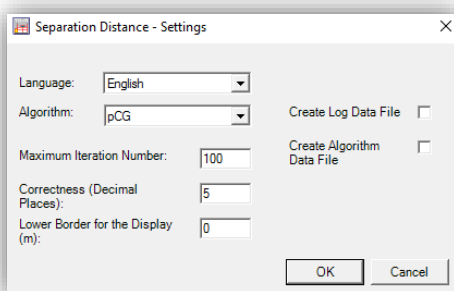 Separation Distance - Settings
Language: English
Algorithm: pCG
Create Log Data File
Maximum Iteration Number: 100
Create Algorithm
Data File
Correctness (Decimal
Places): 5
Lower Border for the Display
(m): 0
OK Cancel